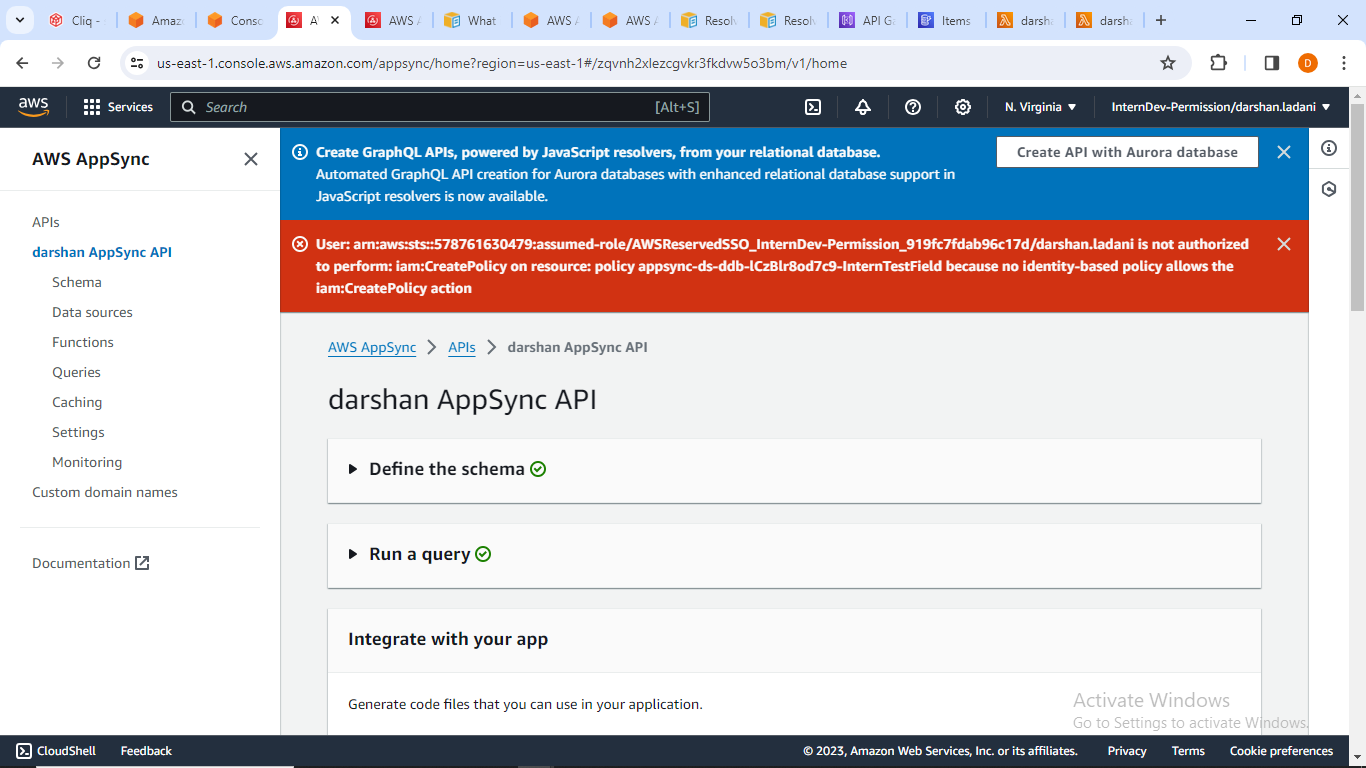 Cliq -
Amaz
Consc
A
AWS A
What
AWS A
AWS A
Resolv
Resolv
API Ga
Items
darsha
darsha
us-east-1.console.aws.amazon.com/appsync/home?region=us-east-1#/zqvnh2xlezcgvkr3fkdvw5o3bm/v1/home
D
aws
Services
Search
[Alt+S]
N. Virginia
InternDev-Permission/darshan.ladani
AWS AppSync
APIs
darshan AppSync API
Schema
Data sources
Functions
Queries
Caching
Settings
Monitoring
Custom domain names
Documentation
Create GraphQL APIs, powered by JavaScript resolvers, from your relational database.
Automated GraphQL API creation for Aurora databases with enhanced relational database support in
JavaScript resolvers is now available.
Create API with Aurora database
User: arn:aws:sts::578761630479:assumed-role/AWSReservedSSO_InternDev-Permission_919fc7fdab96c17d/darshan.ladani is not authorized
to perform: iam:CreatePolicy on resource: policy appsync-ds-ddb-lCzBlr8od7c9-InternTestField because no identity-based policy allows the
iam:CreatePolicy action
AWS AppSync
APIs
darshan AppSync API
darshan AppSync API
Define the schema
Run a query
Integrate with your app
Generate code files that you can use in your application.
Activate Windows
Go to Settings to activate Windows.
CloudShell
Feedback
© 2023, Amazon Web Services, Inc. or its affiliates.
Privacy
Terms
Cookie preferences